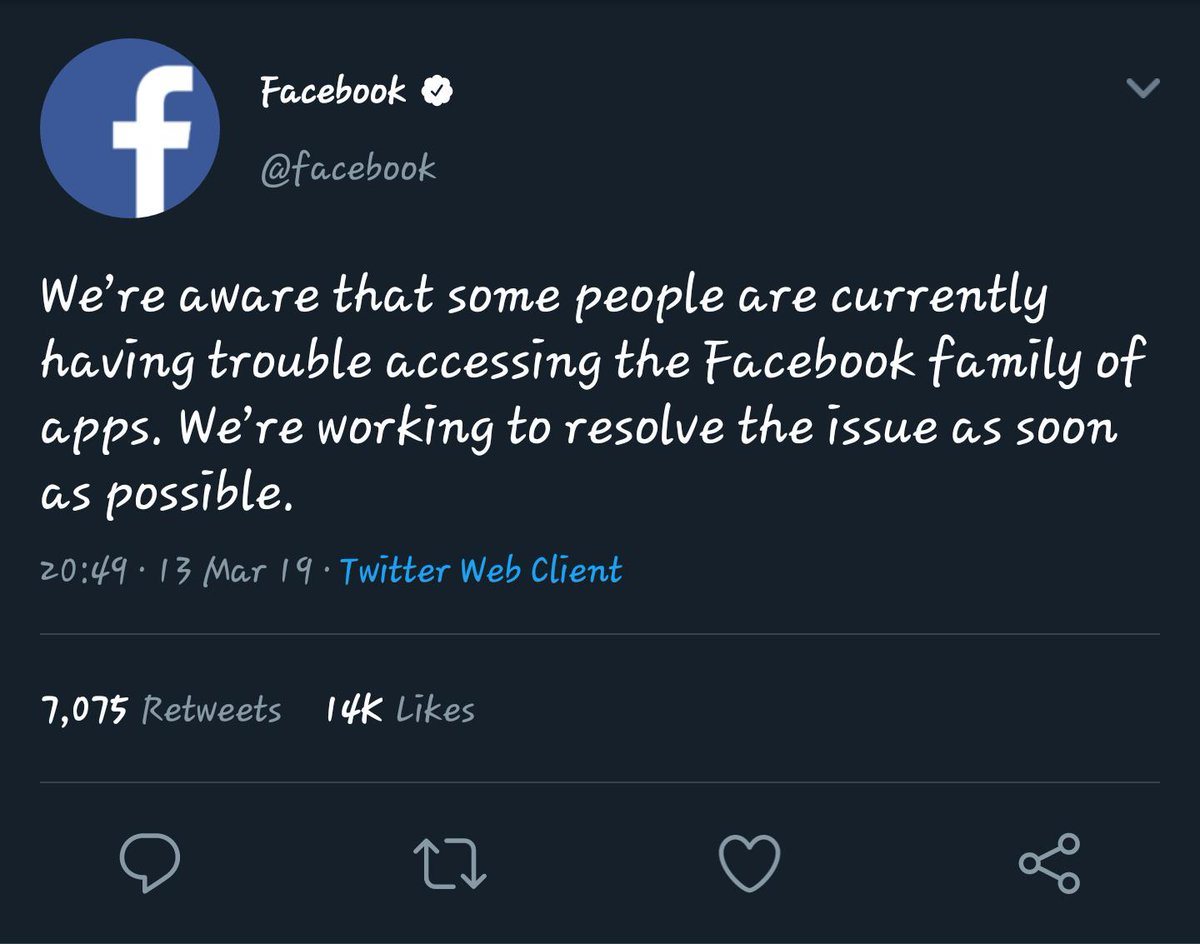 Facebook
@facebook
We’re aware that some people are currently
having trouble accessing the Facebook family of
apps. We’re working to resolve the issue as soon
as possible.
20:49 · 13 Mar 19 · Twitter Web Client
7,075 Retweets 14K Likes